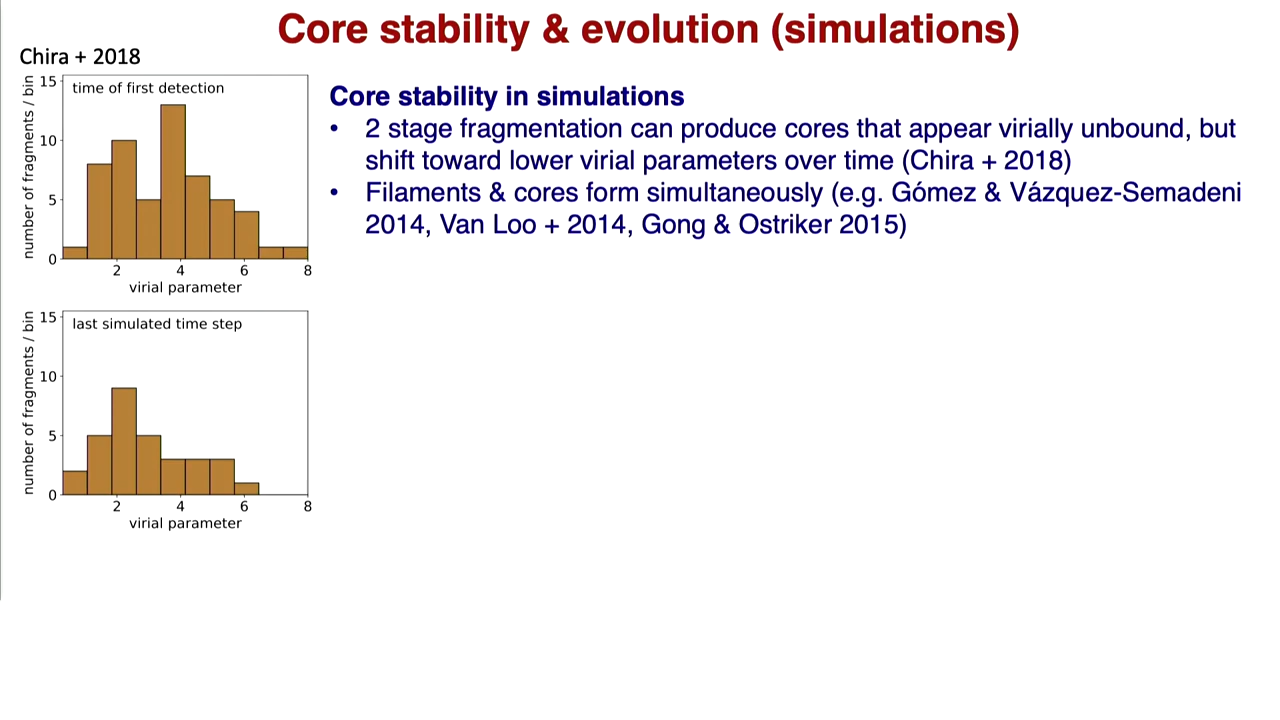 Core stability & evolution (simulations)
Chira + 2018
number of fragments / bin
15
10
5
0
time of first detection
2 4 6 8
virial parameter
number of fragments / bin
15
10
5
0
last simulated time step
2 4 6 8
virial parameter
Core stability in simulations
• 2 stage fragmentation can produce cores that appear virially unbound, but
shift toward lower virial parameters over time (Chira + 2018)
• Filaments & cores form simultaneously (e.g. Gómez & Vázquez-Semadeni
2014, Van Loo + 2014, Gong & Ostriker 2015)